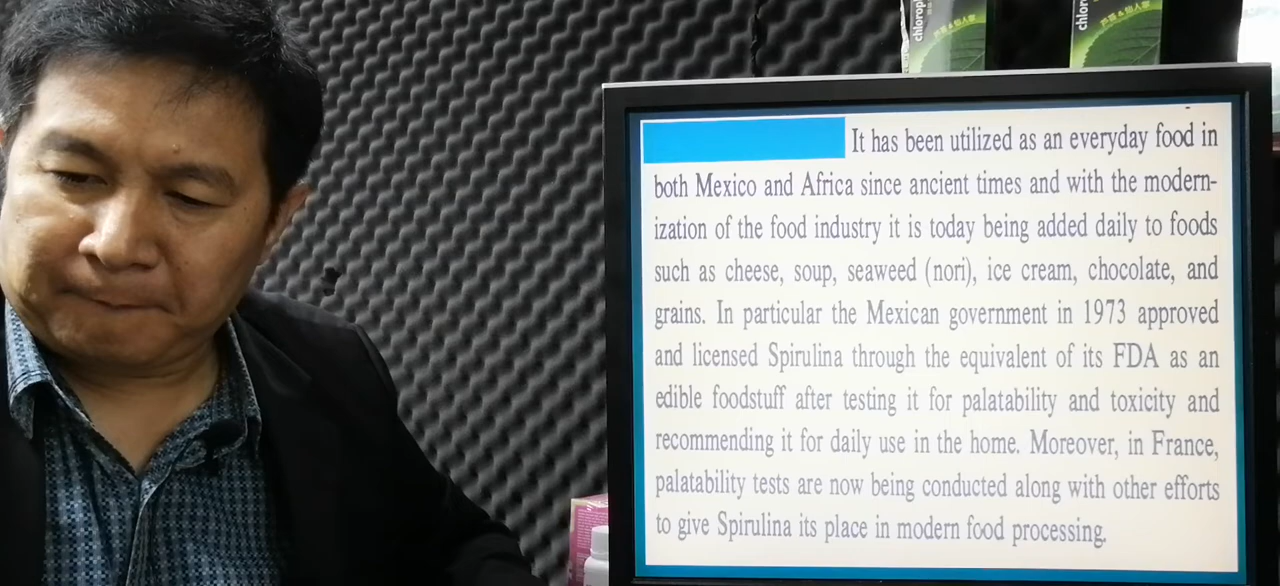 chlorop
chlorop
It has been utilized as an everyday food in
both Mexico and Africa since ancient times and with the modern-
ization of the food industry it is today being added daily to foods
such as cheese, soup, seaweed (nori), ice cream, chocolate, and
grains. In particular the Mexican government in 1973 approved
and licensed Spirulina through the equivalent of its FDA as an
edible foodstuff after testing it for palatability and toxicity and
recommending it for daily use in the home. Moreover, in France,
palatability tests are now being conducted along with other efforts
to give Spirulina its place in modern food processing.